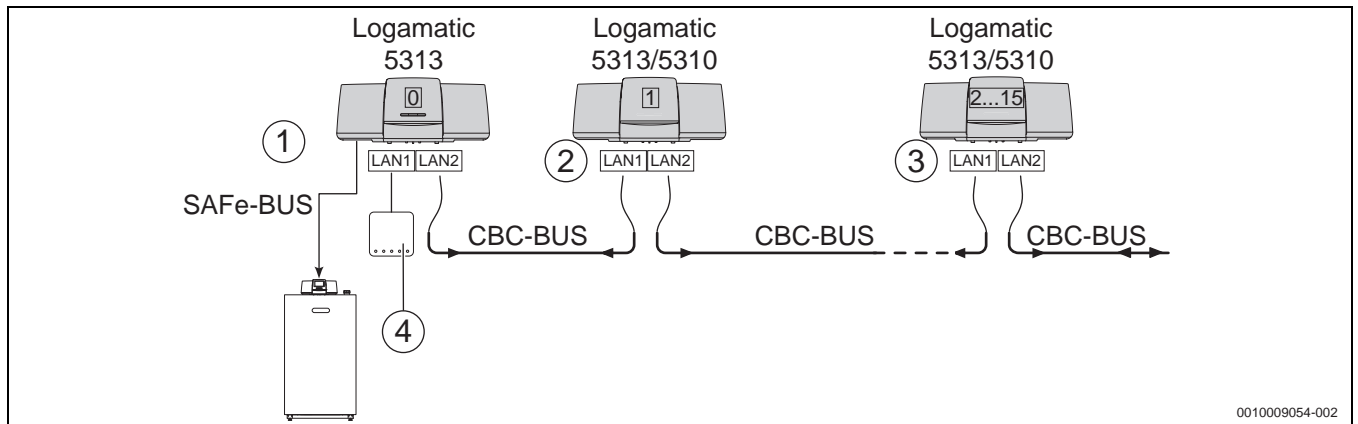 Logamatic
5313
Logamatic
5313/5310
Logamatic
5313/5310
0
1
2...15
1
LAN1 LAN2
2
LAN1 LAN2
3
LAN1 LAN2
SAFe-BUS
CBC-BUS
CBC-BUS
CBC-BUS
4
0010009054-002